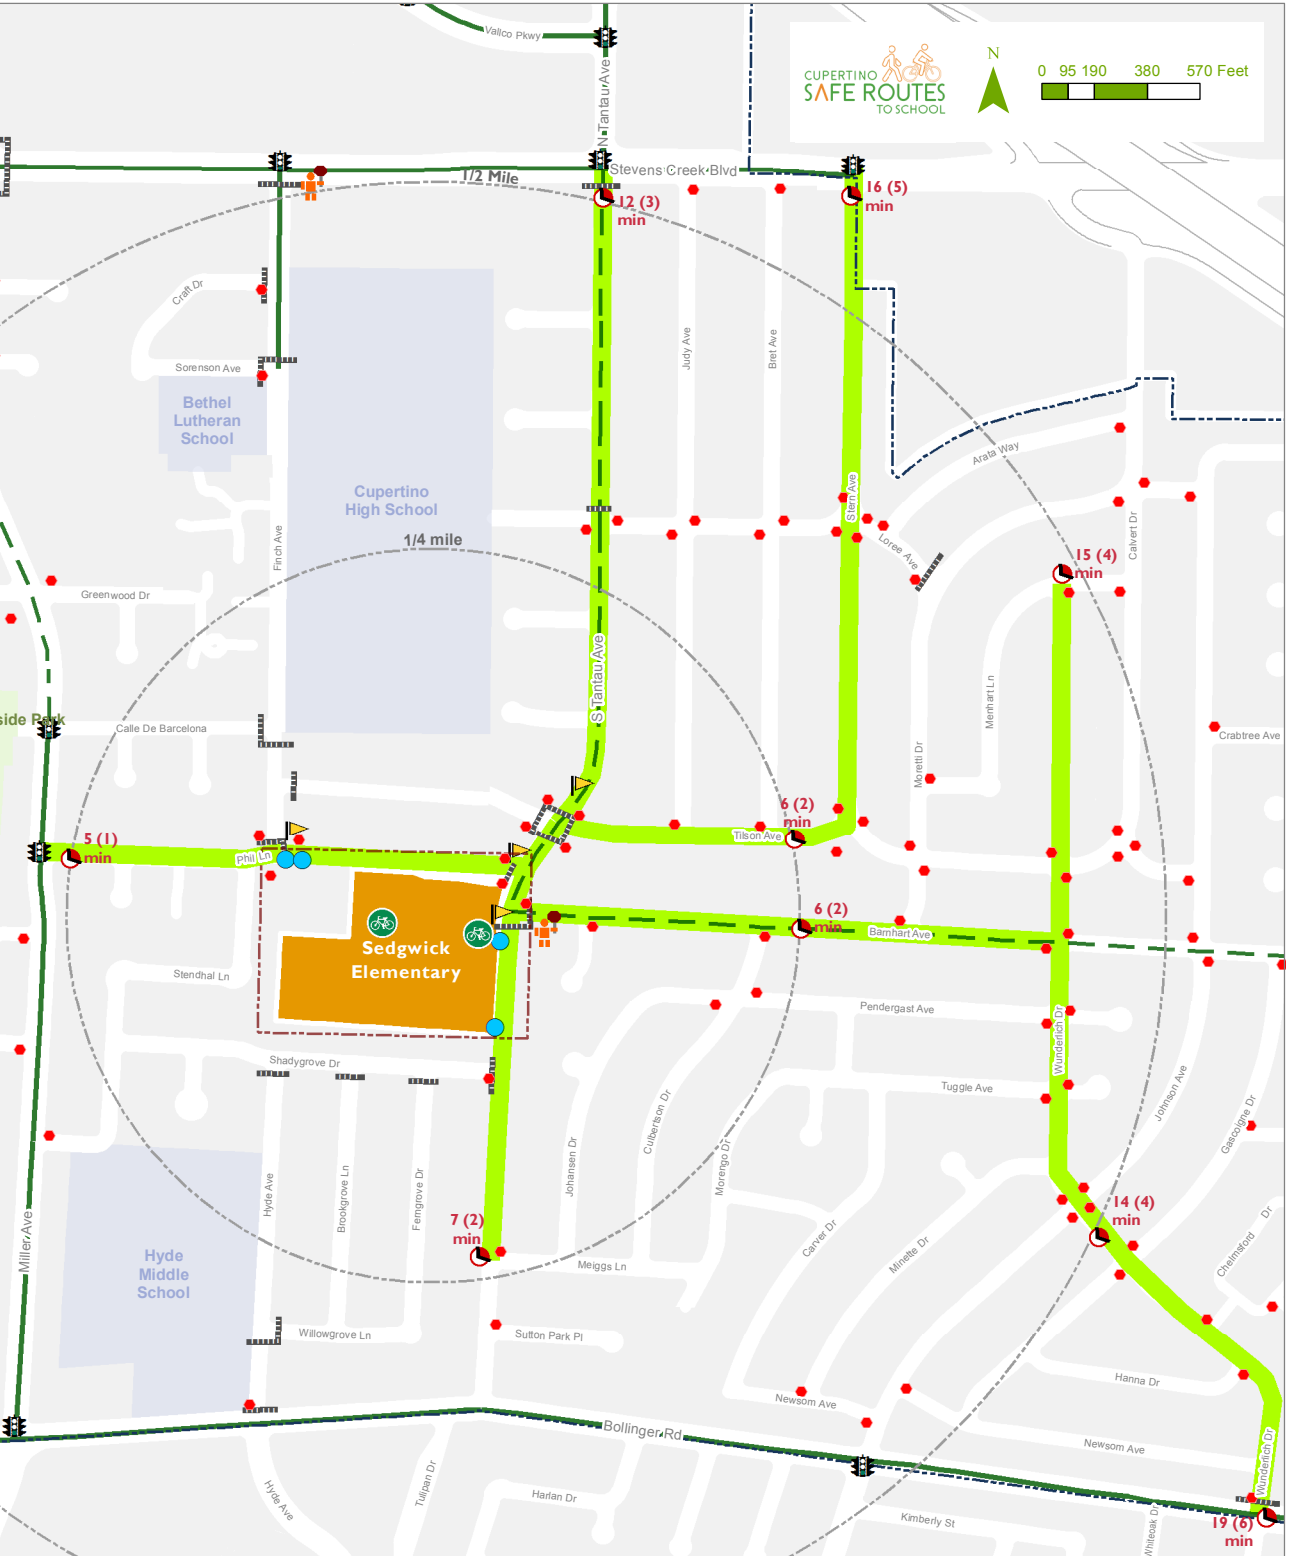 Vallco Pkwy
N Tantau Ave
CUPERTINO
SAFE ROUTES
TO SCHOOL
N
0 95 190 380 570 Feet
Stevens Creek Blvd
1/2 Mile
12 (3)
min
16 (5)
min
Craft Dr
Sorenson Ave
Judy Ave
Bret Ave
Bethel
Lutheran
School
Arata Way
Cupertino
High School
Stern Ave
Calvert Dr
Finch Ave
Loree Ave
1/4 mile
15 (4)
min
Greenwood Dr
S Tantau Ave
Menhart Ln
side Park
Calle De Barcelona
Moretti Dr
Crabtree Ave
6 (2)
min
Tilson Ave
5 (1)
min
Phil Ln
6 (2)
min
Barnhart Ave
Sedgwick
Elementary
Stendhal Ln
Pendergast Ave
Wunderlich Dr
Shadygrove Dr
Tuggle Ave
Johnson Ave
Gascoigne Dr
Culbertson Dr
Morengo Dr
Johansen Dr
Hyde Ave
Brookgrove Ln
Ferngrove Dr
Miller Ave
7 (2)
min
14 (4)
min
Carver Dr
Minette Dr
Chelmsford Dr
Hyde
Middle
School
Meiggs Ln
Willowgrove Ln
Sutton Park Pl
Hanna Dr
Newsom Ave
Bollinger Rd
Newsom Ave
Wunderlich Dr
Hyde Ave
Tulipan Dr
Harlan Dr
Kimberly St
Whiteoak Dr
19 (6)
min